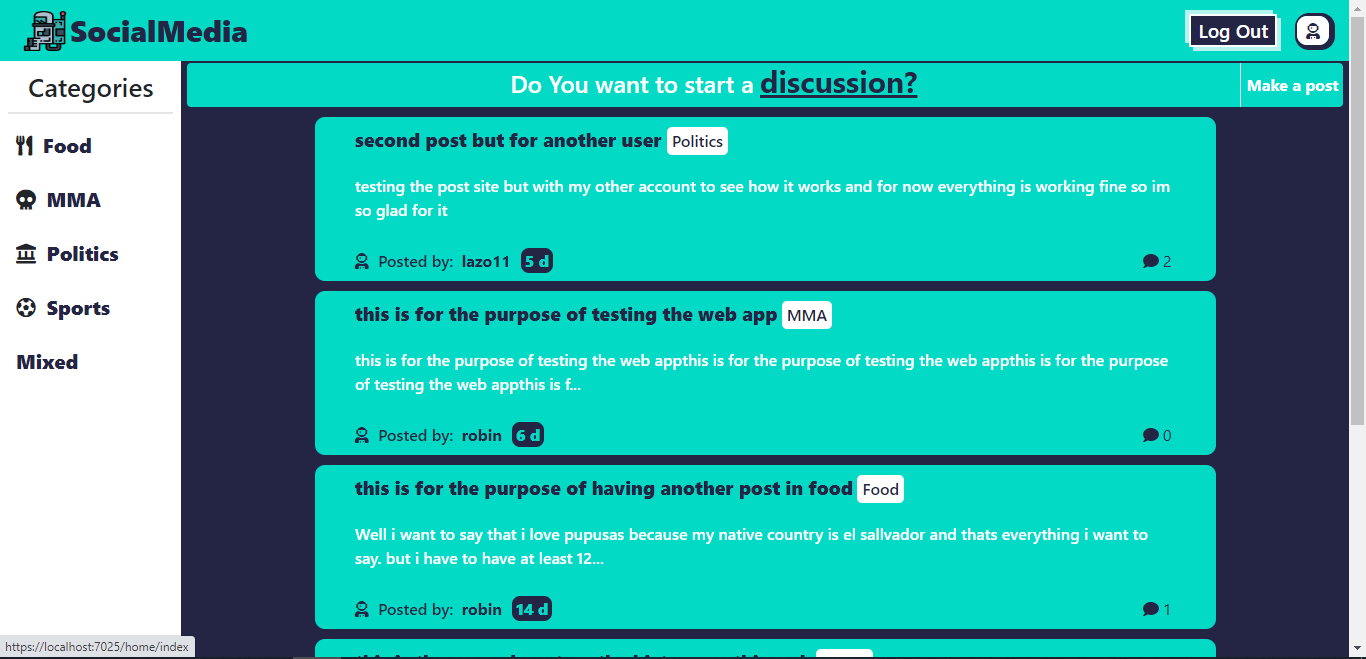 SocialMedia
Log Out
Categories
Do You want to start a discussion?
Make a post
Food
MMA
Politics
Sports
Mixed
second post but for another user Politics
testing the post site but with my other account to see how it works and for now everything is working fine so im
so glad for it
Posted by: lazo11 5 d
2
this is for the purpose of testing the web app MMA
this is for the purpose of testing the web appthis is for the purpose of testing the web appthis is for the purpose
of testing the web appthis is f...
Posted by: robin 6 d
0
this is for the purpose of having another post in food Food
Well i want to say that i love pupusas because my native country is el sallvador and thats everything i want to
say. but i have to have at least 12...
Posted by: robin 14 d
1
https://localhost:7025/home/index